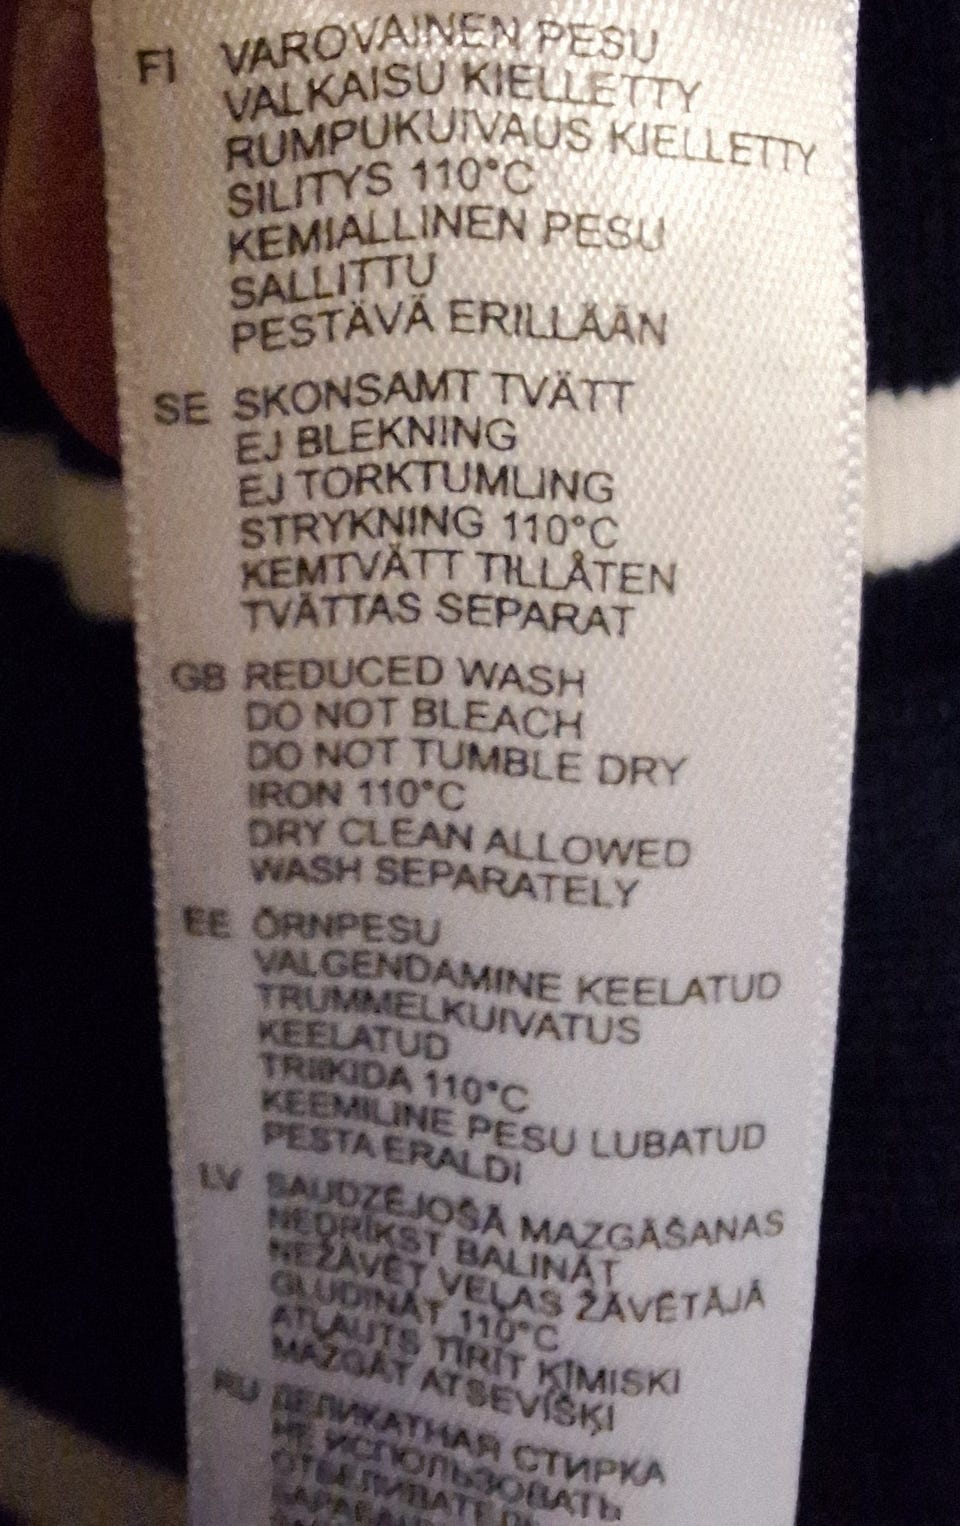 FI VAROVAINEN PESU
VALKAISU KIELLETTY
RUMPUKUIVAUS KIELLETTY
SILITYS 110°C
KEMIALLINEN PESU
SALLITTU
PESTÄVÄ ERILLÄÄN
SE SKONSAMT TVÄTT
EJ BLEKNING
EJ TORKTUMLING
STRYKNING 110°C
KEMTVÄTT TILLÅTEN
TVÄTTAS SEPARAT
GB REDUCED WASH
DO NOT BLEACH
DO NOT TUMBLE DRY
IRON 110°C
DRY CLEAN ALLOWED
WASH SEPARATELY
EE ÕRNPESU
VALGENDAMINE KEELATUD
TRUMMELKUIVATUS
KEELATUD
TRIIKIDA 110°C
KEEMILINE PESU LUBATUD
PESTA ERALDI
LV SAUDZĒJOŠĀ MAZGĀŠANAS
NEDRĪKST BALINĀT
NEŽĀVĒT VEĻAS ŽĀVĒTĀJĀ
GLUDINĀT 110°C
ATĻAUTS TĪRĪT ĶĪMISKI
MAZGĀT ATSEVIŠĶI
RU ДЕЛИКАТНАЯ СТИРКА
НЕ ИСПОЛЬЗОВАТЬ